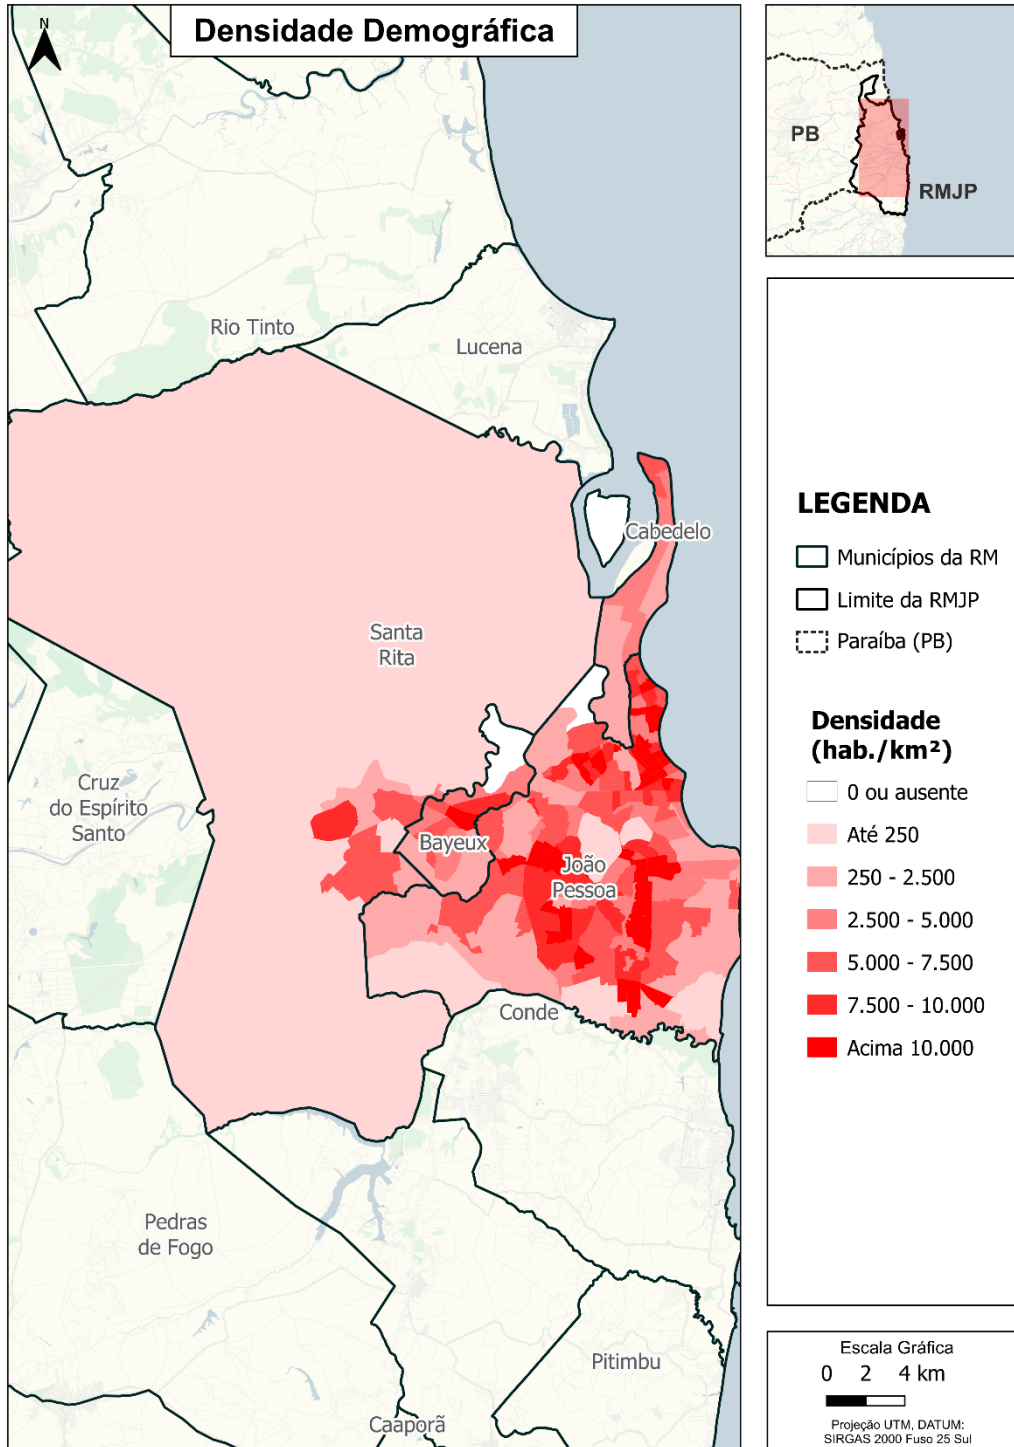 Densidade Demográfica
N
Rio Tinto
Lucena
Cabedelo
Santa
Rita
Cruz
do Espírito
Santo
Bayeux
João
Pessoa
Conde
Pedras
de Fogo
Pitimbu
Caaporã
PB
RMJP
LEGENDA
Municípios da RM
Limite da RMJP
Paraíba (PB)
Densidade
(hab./km²)
0 ou ausente
Até 250
250 - 2.500
2.500 - 5.000
5.000 - 7.500
7.500 - 10.000
Acima 10.000
Escala Gráfica
0 2 4 km
Projeção UTM, DATUM:
SIRGAS 2000 Fuso 25 Sul